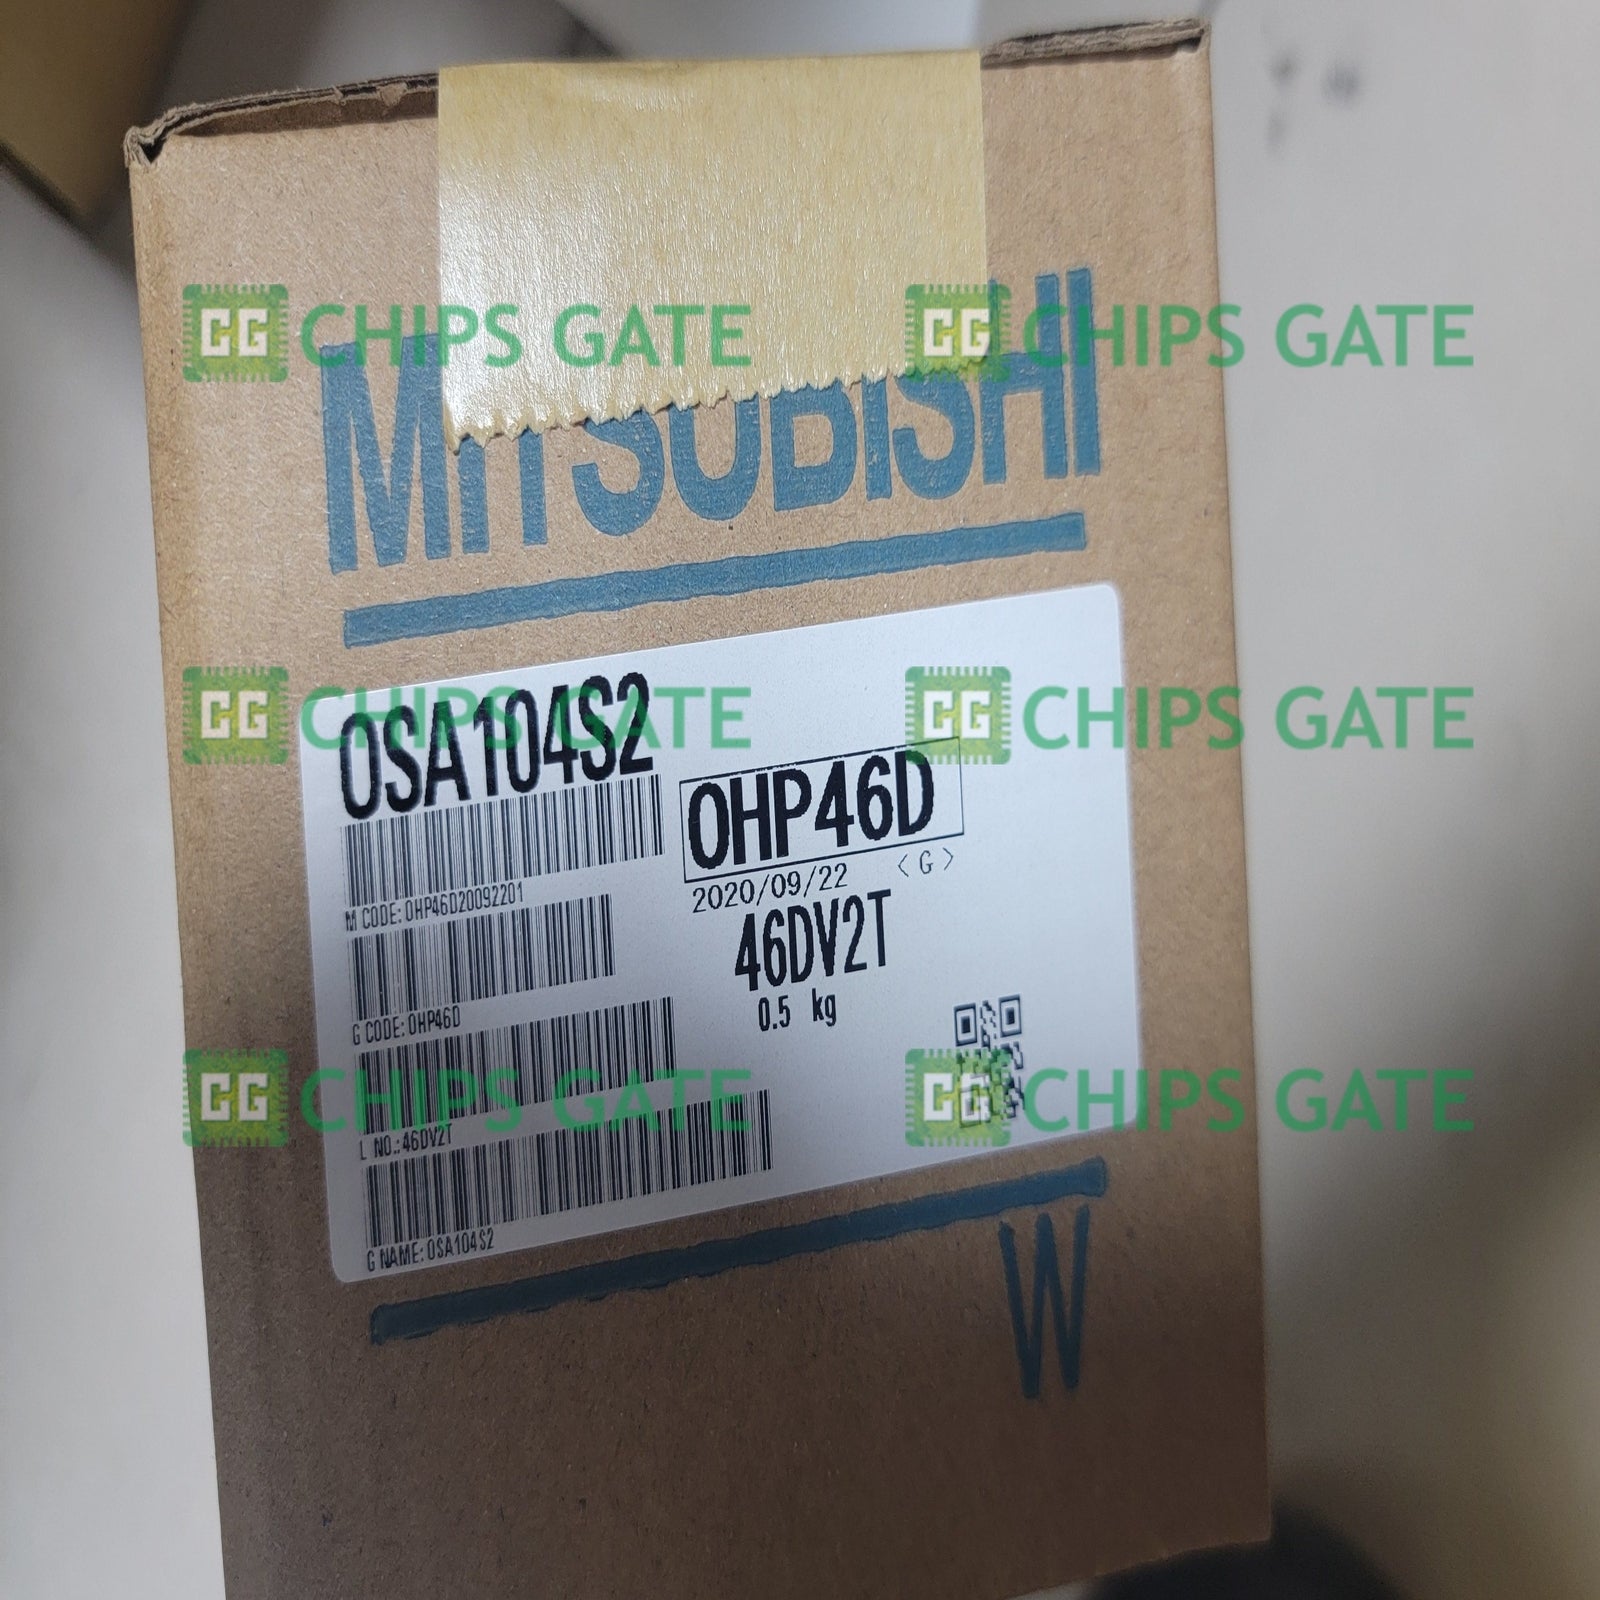 CHIPS GATE
CHIPS GATE
MITSUBISHI
CHIPS GATE
CHIPS GATE
OSA104S2
OHP46D
M CODE: OHP46D20092201
2020/09/22 <G>
46DV2T
0.5 kg
G CODE: OHP46D
CHIPS GATE
CHIPS GATE
L NO.: 46DV2T
G NAME: OSA104S2
W